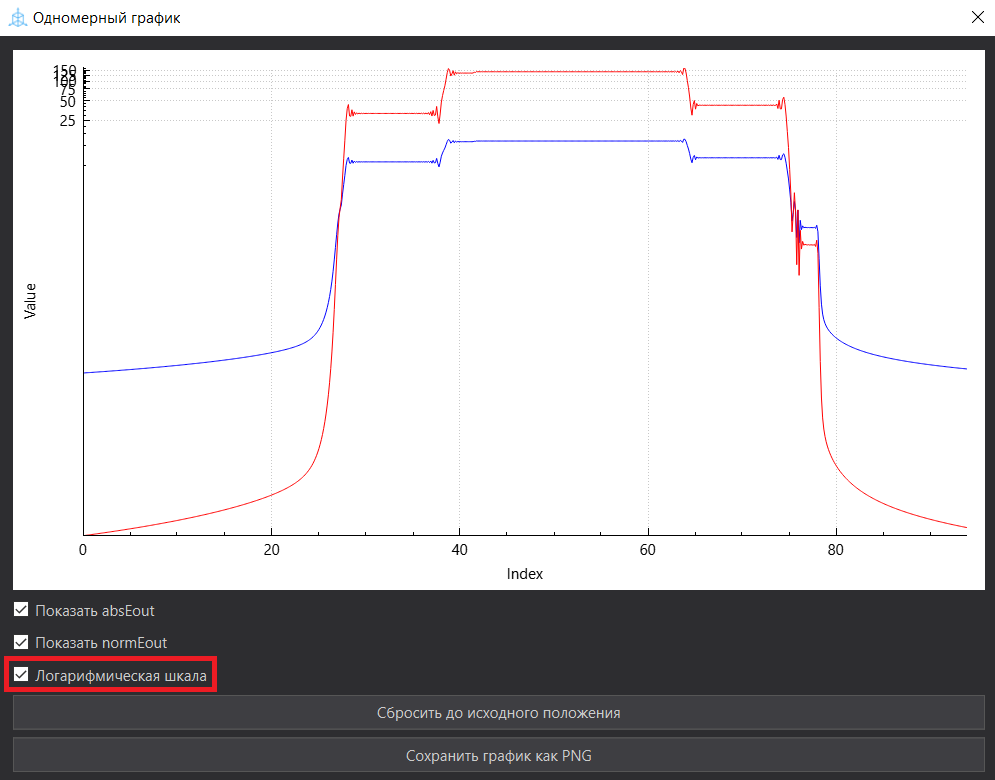 Одномерный график
150
125
100
75
50
25
Value
0 20 40 60 80
Index
Показать absEout
Показать normEout
Логарифмическая шкала
Сбросить до исходного положения
Сохранить график как PNG